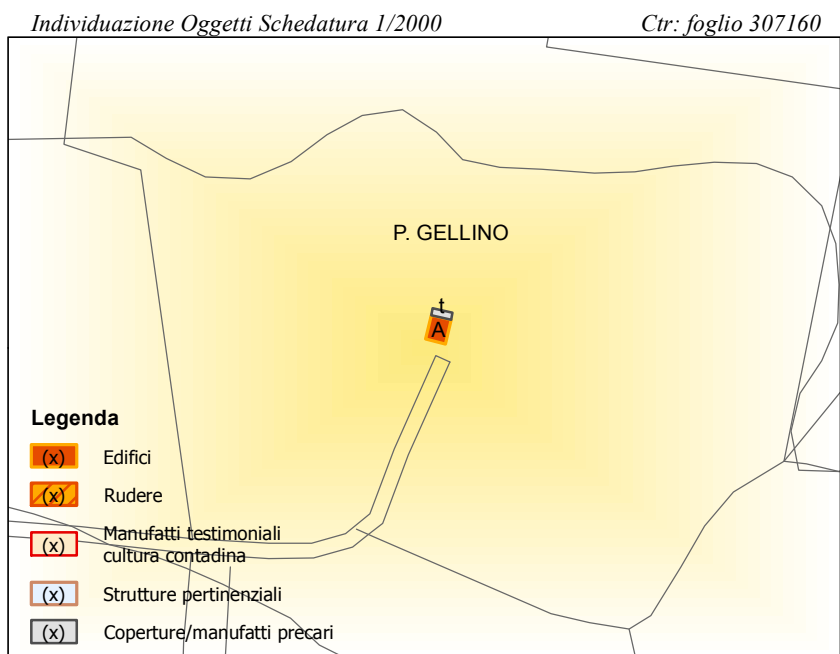 Individuazione Oggetti Schedatura 1/2000 Ctr: foglio 307160
P. GELLINO
t
A
Legenda
(x) Edifici
(x) Rudere
(x) Manufatti testimoniali
cultura contadina
(x) Strutture pertinenziali
(x) Coperture/manufatti precari